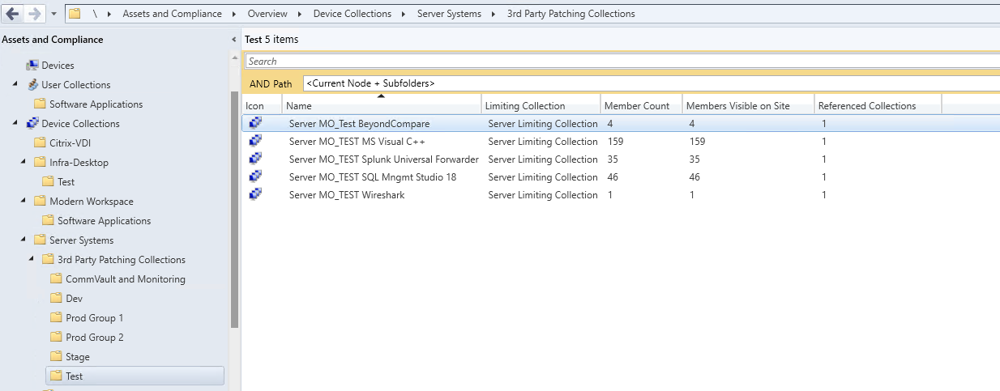 \ Assets and Compliance Overview Device Collections Server Systems 3rd Party Patching Collections
Assets and Compliance
Devices
User Collections
Software Applications
Device Collections
Citrix-VDI
Infra-Desktop
Test
Modern Workspace
Software Applications
Server Systems
3rd Party Patching Collections
CommVault and Monitoring
Dev
Prod Group 1
Prod Group 2
Stage
Test
Test 5 items
Search
AND Path <Current Node + Subfolders>
Icon Name Limiting Collection Member Count Members Visible on Site Referenced Collections
Server MO_Test BeyondCompare Server Limiting Collection 4 4 1
Server MO_TEST MS Visual C++ Server Limiting Collection 159 159 1
Server MO_TEST Splunk Universal Forwarder Server Limiting Collection 35 35 1
Server MO_TEST SQL Mngmt Studio 18 Server Limiting Collection 46 46 1
Server MO_TEST Wireshark Server Limiting Collection 1 1 1